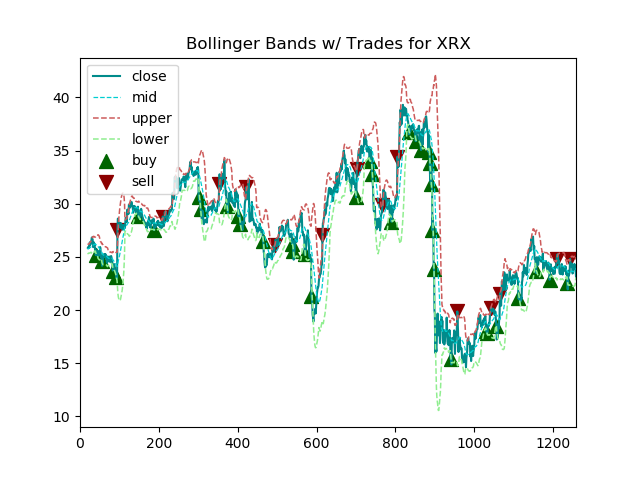 Bollinger Bands w/ Trades for XRX
close
mid
upper
lower
buy
sell
40
35
30
25
20
15
10
0 200 400 600 800 1000 1200